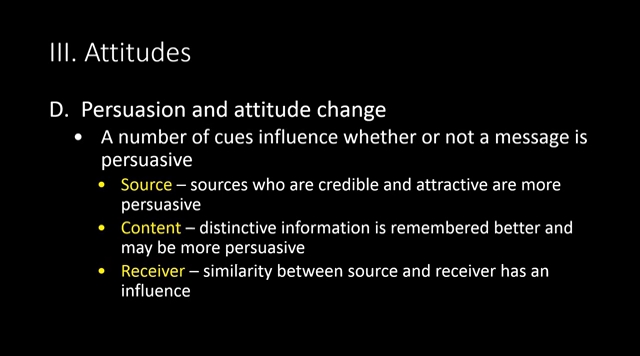 III. Attitudes
D. Persuasion and attitude change
• A number of cues influence whether or not a message is
persuasive
• Source – sources who are credible and attractive are more
persuasive
• Content – distinctive information is remembered better and
may be more persuasive
• Receiver – similarity between source and receiver has an
influence